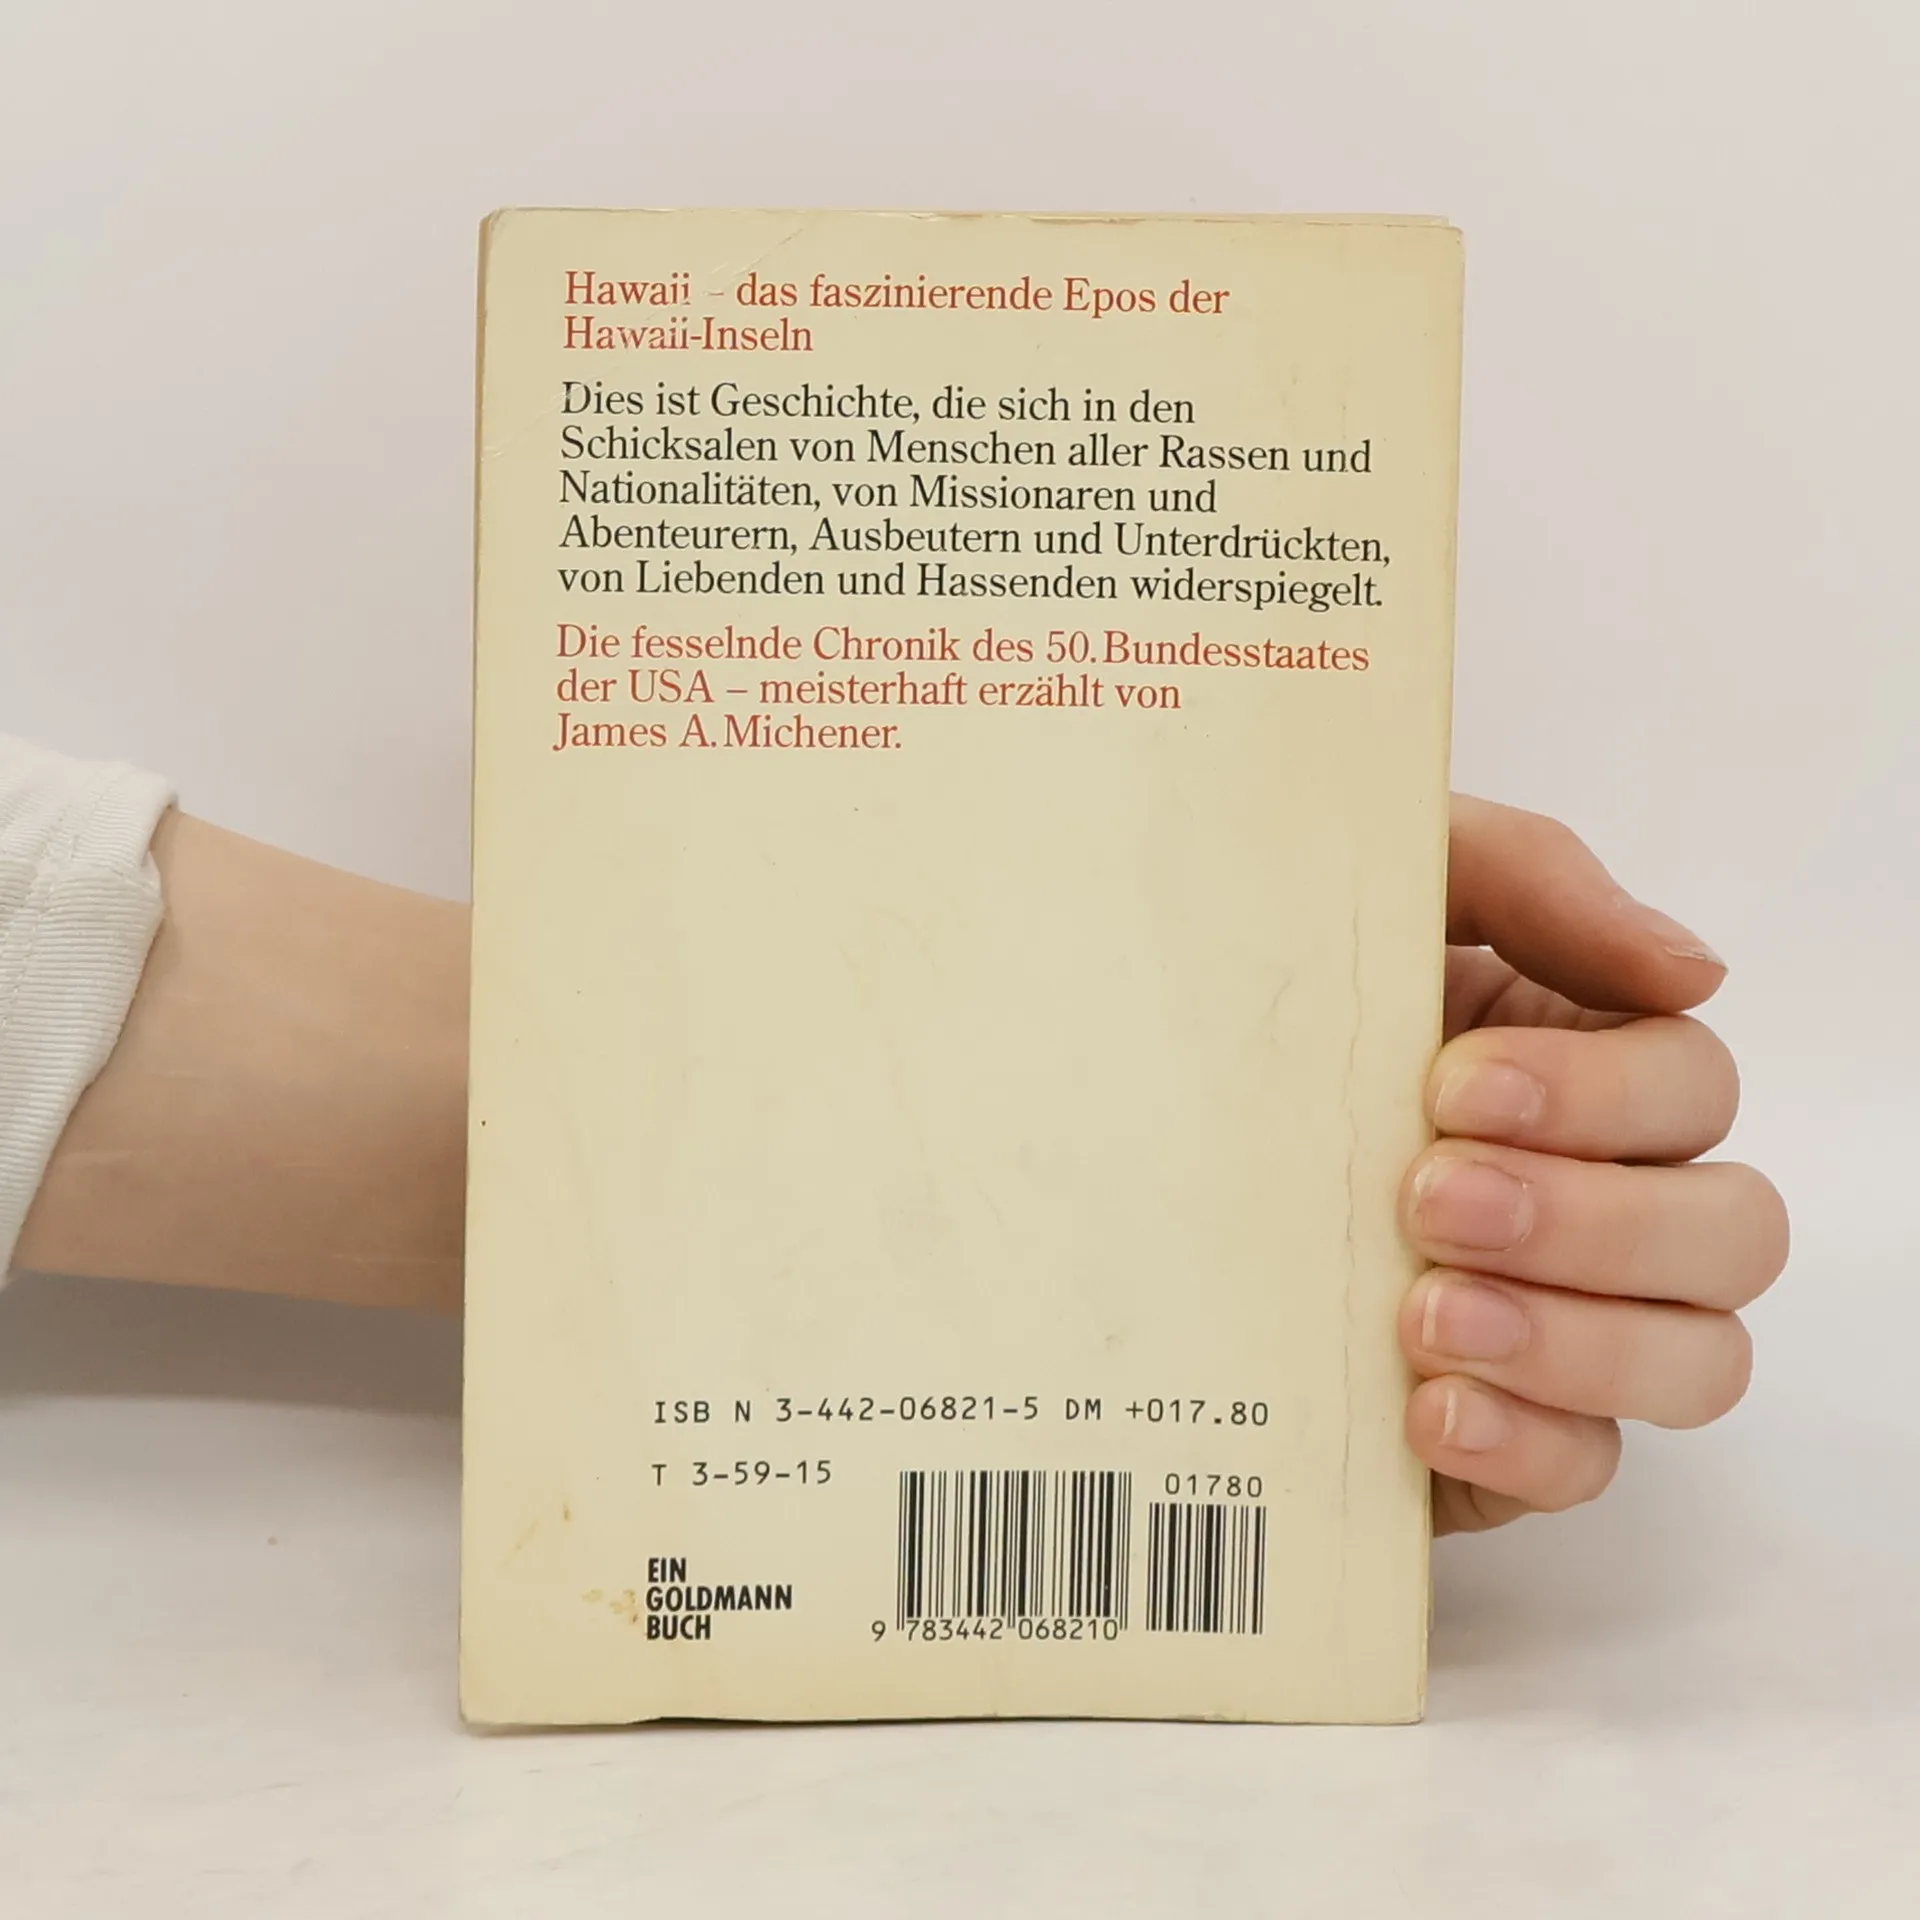 Hawaii – das faszinierende Epos der
Hawaii-Inseln
Dies ist Geschichte, die sich in den
Schicksalen von Menschen aller Rassen und
Nationalitäten, von Missionaren und
Abenteurern, Ausbeutern und Unterdrückten,
von Liebenden und Hassenden widerspiegelt.
Die fesselnde Chronik des 50. Bundesstaates
der USA – meisterhaft erzählt von
James A. Michener.
ISB N 3-442-06821-5 DM +017.80
T 3-59-15
01780
EIN
GOLDMANN
BUCH
9 783442 068210